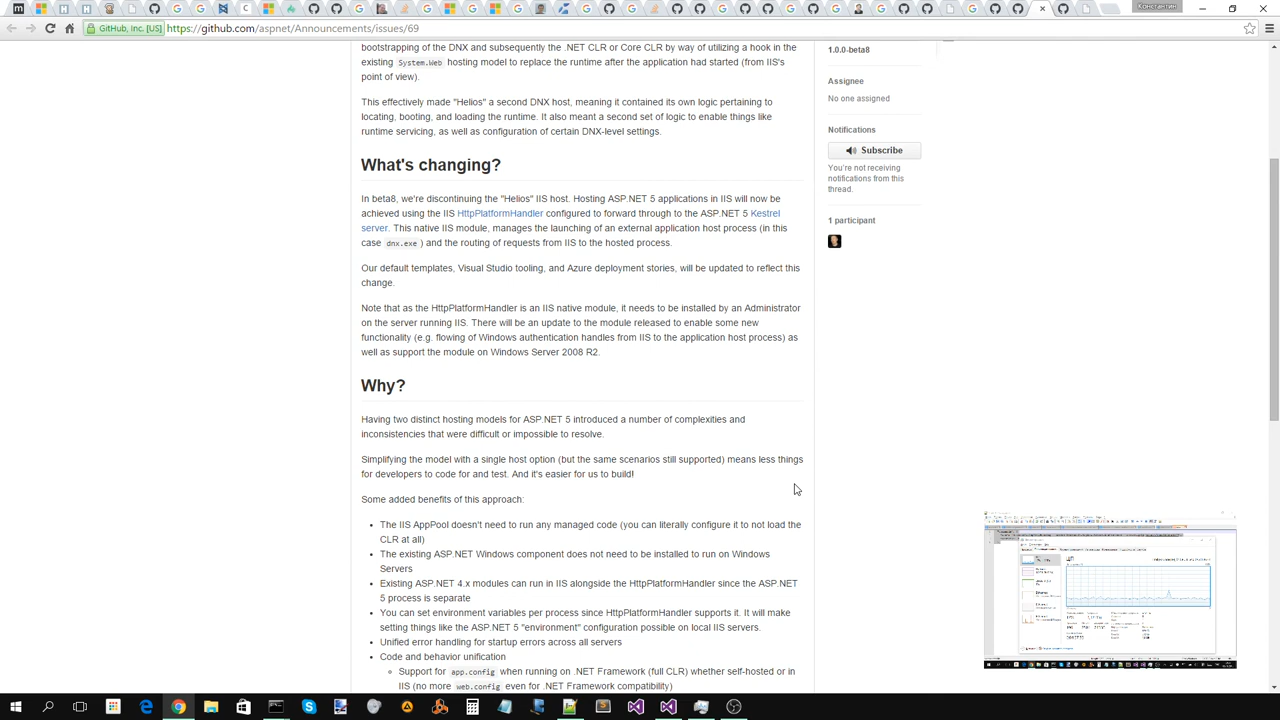 Константин
GitHub, Inc. [US]
https://github.com/aspnet/Announcements/issues/69
bootstrapping of the DNX and subsequently the .NET CLR or Core CLR by way of utilizing a hook in the
existing System.Web hosting model to replace the runtime after the application had started (from IIS's
point of view).
This effectively made "Helios" a second DNX host, meaning it contained its own logic pertaining to
locating, booting, and loading the runtime. It also meant a second set of logic to enable things like
runtime servicing, as well as configuration of certain DNX-level settings.
What's changing?
In beta8, we're discontinuing the "Helios" IIS host. Hosting ASP.NET 5 applications in IIS will now be
achieved using the IIS HttpPlatformHandler configured to forward through to the ASP.NET 5 Kestrel
server. This native IIS module, manages the launching of an external application host process (in this
case dnx.exe ) and the routing of requests from IIS to the hosted process.
Our default templates, Visual Studio tooling, and Azure deployment stories, will be updated to reflect this
change.
Note that as the HttpPlatformHandler is an IIS native module, it needs to be installed by an Administrator
on the server running IIS. There will be an update to the module released to enable some new
functionality (e.g. flowing of Windows authentication handles from IIS to the application host process) as
well as support the module on Windows Server 2008 R2.
Why?
Having two distinct hosting models for ASP.NET 5 introduced a number of complexities and
inconsistencies that were difficult or impossible to resolve.
Simplifying the model with a single host option (but the same scenarios still supported) means less things
for developers to code for and test. And it's easier for us to build!
Some added benefits of this approach:
• The IIS AppPool doesn't need to run any managed code (you can literally configure it to not load the
CLR at all)
• The existing ASP.NET Windows component does not need to be installed to run on Windows
Servers
• Existing ASP.NET 4.x modules can run in IIS alongside the HttpPlatformHandler since the ASP.NET
5 process is separate
• You can set environment variables per process since HttpPlatformHandler supports it. It will make
setting the ASP.NET 5 "environment" configuration possible on local IIS servers.
• Unified error handling for startup errors across all servers
• Code and behavior unification
• Support for app.config when running on .NET Framework (full CLR) whether self-hosted or in
IIS (no more web.config even for .NET Framework compatibility)
1.0.0-beta8
Assignee
No one assigned
Notifications
Subscribe
You're not receiving
notifications from this
thread.
1 participant